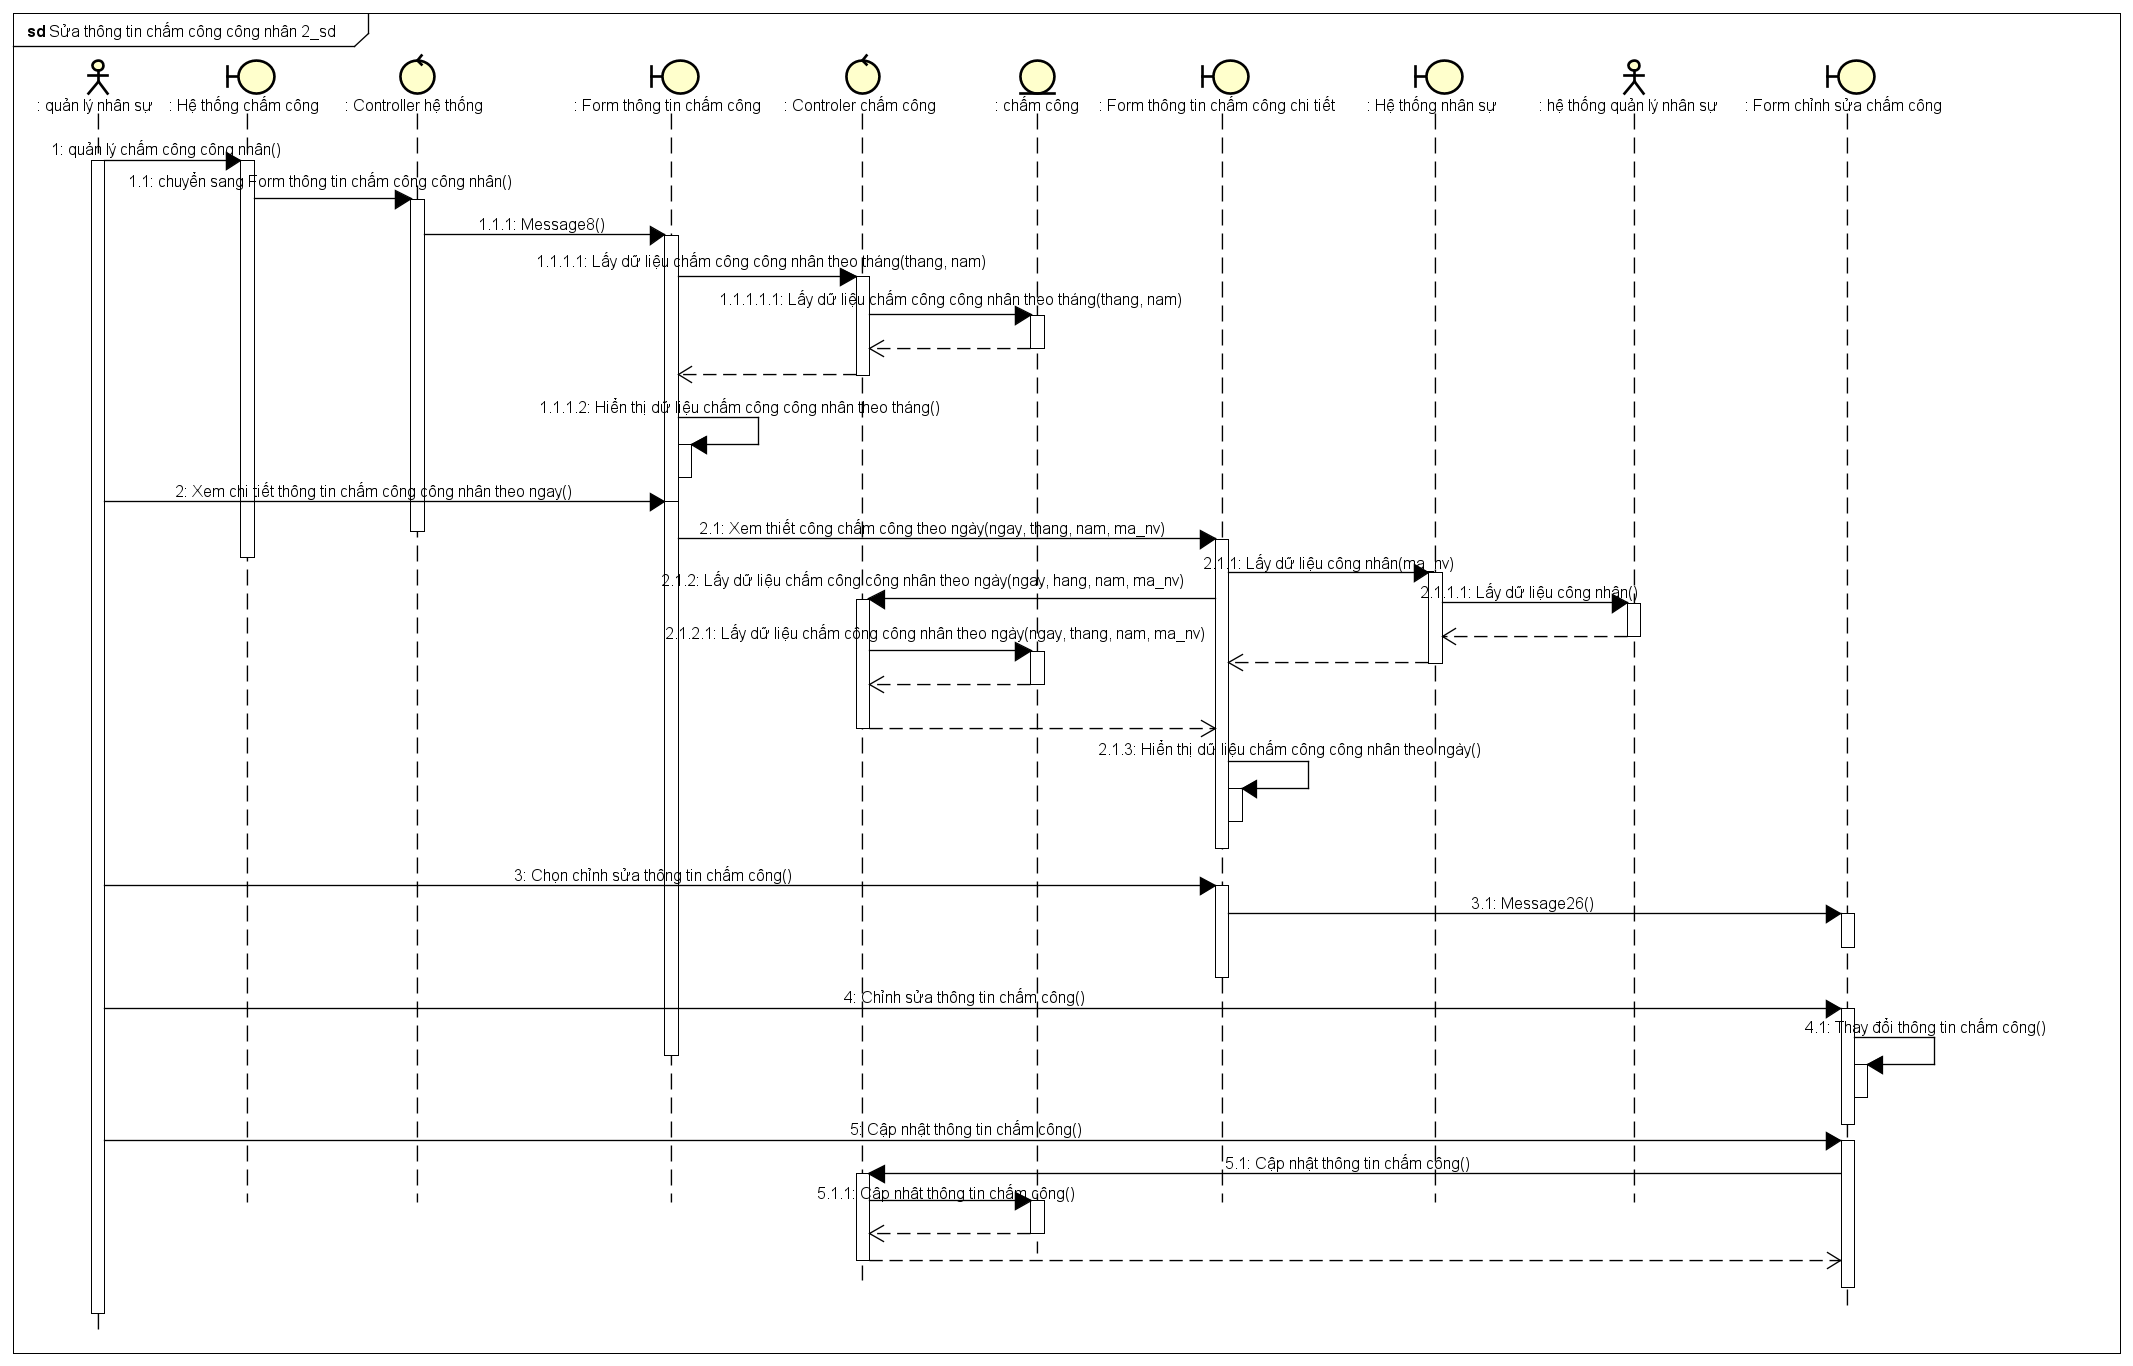 sd Sửa thông tin chấm công công nhân 2_sd
: quản lý nhân sự
: Hệ thống chấm công
: Controller hệ thống
: Form thông tin chấm công
: Controler chấm công
: chấm công
: Form thông tin chấm công chi tiết
: Hệ thống nhân sự
: hệ thống quản lý nhân sự
: Form chỉnh sửa chấm công
1: quản lý chấm công công nhân()
1.1: chuyển sang Form thông tin chấm công công nhân()
1.1.1: Message8()
1.1.1.1: Lấy dữ liệu chấm công công nhân theo tháng(thang, nam)
1.1.1.1.1: Lấy dữ liệu chấm công công nhân theo tháng(thang, nam)
1.1.1.2: Hiển thị dữ liệu chấm công công nhân theo tháng()
2: Xem chi tiết thông tin chấm công công nhân theo ngay()
2.1: Xem thiết công chấm công theo ngày(ngay, thang, nam, ma_nv)
2.1.1: Lấy dữ liệu công nhân(ma_nv)
2.1.2: Lấy dữ liệu chấm công công nhân theo ngày(ngay, hang, nam, ma_nv)
2.1.1.1: Lấy dữ liệu công nhân()
2.1.2.1: Lấy dữ liệu chấm công công nhân theo ngày(ngay, thang, nam, ma_nv)
2.1.3: Hiển thị dữ liệu chấm công công nhân theo ngày()
3: Chọn chỉnh sửa thông tin chấm công()
3.1: Message26()
4: Chỉnh sửa thông tin chấm công()
4.1: Thay đổi thông tin chấm công()
5: Cập nhật thông tin chấm công()
5.1: Cập nhật thông tin chấm công()
5.1.1: Cập nhật thông tin chấm công()